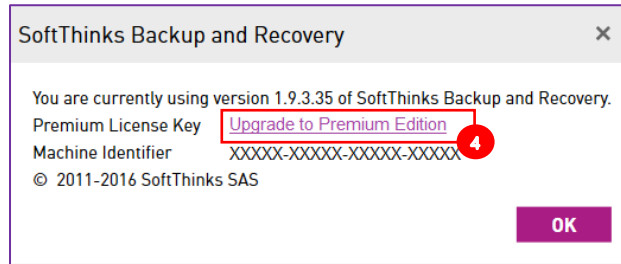 SoftThinks Backup and Recovery ×
You are currently using version 1.9.3.35 of SoftThinks Backup and Recovery.
Premium License Key Upgrade to Premium Edition
4
Machine Identifier XXXXX-XXXXX-XXXXX-XXXXX
© 2011-2016 SoftThinks SAS
OK